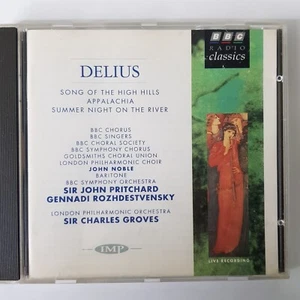 DELIUS
SONG OF THE HIGH HILLS
APPALACHIA
SUMMER NIGHT ON THE RIVER
BBC CHORUS
BBC SINGERS
BBC CHORAL SOCIETY
BBC SYMPHONY CHORUS
GOLDSMITHS CHORAL UNION
LONDON PHILHARMONIC CHOIR
JOHN NOBLE
BARITONE
BBC SYMPHONY ORCHESTRA
SIR JOHN PRITCHARD
GENNADI ROZHDESTVENSKY
LONDON PHILHARMONIC ORCHESTRA
SIR CHARLES GROVES
IMP
BBC
RADIO
classics
LIVE RECORDING